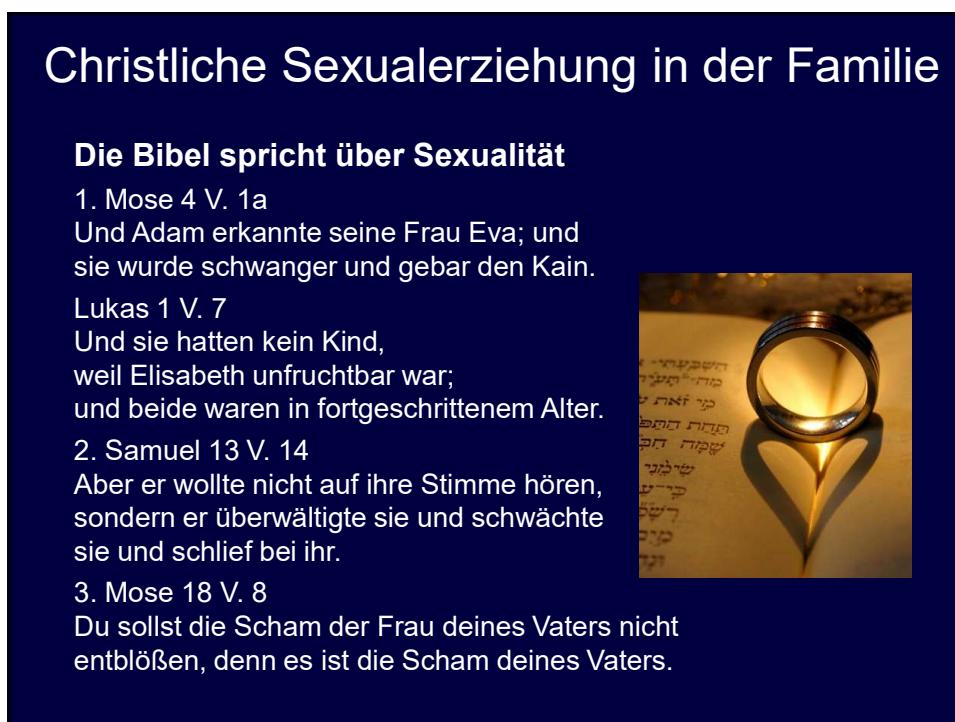 Christliche Sexualerziehung in der Familie
Die Bibel spricht über Sexualität
1. Mose 4 V. 1a
Und Adam erkannte seine Frau Eva; und
sie wurde schwanger und gebar den Kain.
Lukas 1 V. 7
Und sie hatten kein Kind,
weil Elisabeth unfruchtbar war;
und beide waren in fortgeschrittenem Alter.
2. Samuel 13 V. 14
Aber er wollte nicht auf ihre Stimme hören,
sondern er überwältigte sie und schwächte
sie und schlief bei ihr.
3. Mose 18 V. 8
Du sollst die Scham der Frau deines Vaters nicht
entblößen, denn es ist die Scham deines Vaters.
מי זאת
תחת